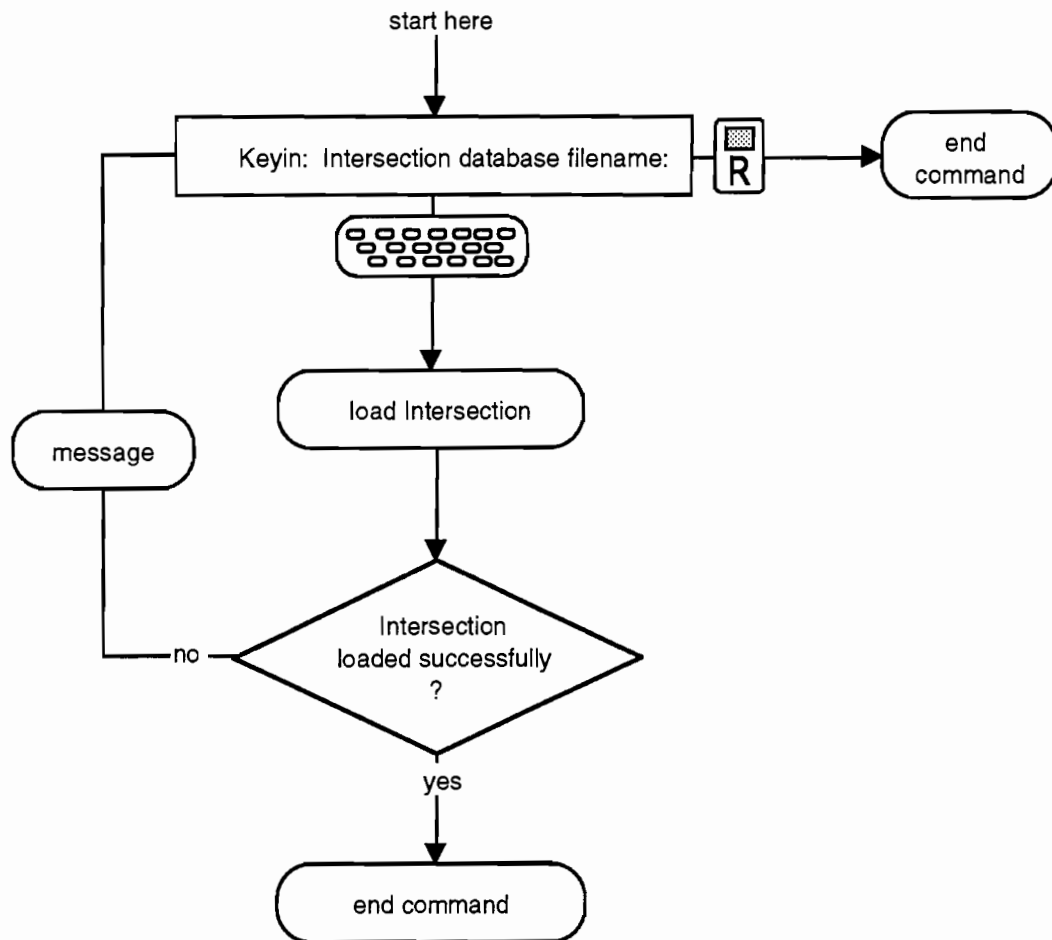 start here
Keyin: Intersection database filename:
R
end
command
load Intersection
message
Intersection
loaded successfully
?
no
yes
end command